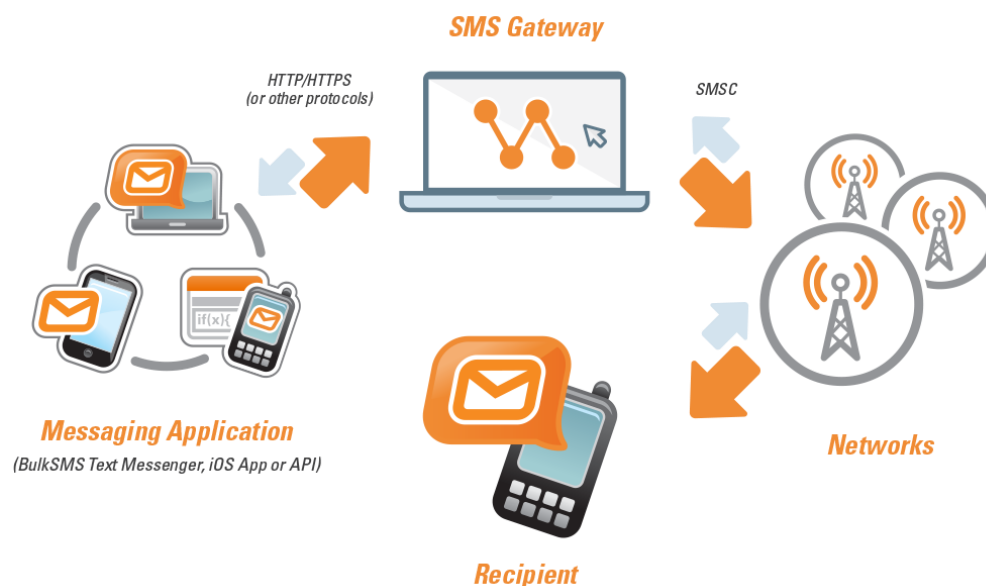 SMS Gateway
HTTP/HTTPS
(or other protocols)
SMSC
if(x){
Messaging Application
(BulkSMS Text Messenger, iOS App or API)
Networks
Recipient